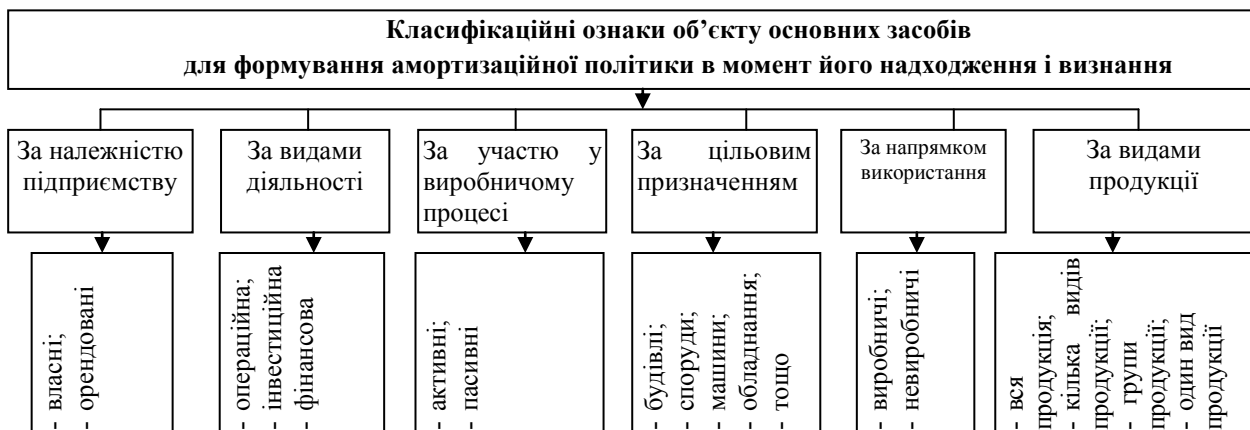 Класифікаційні ознаки об’єкту основних засобів
для формування амортизаційної політики в момент його надходження і визнання
За належністю
підприємству
За видами
діяльності
За участю у
виробничому
процесі
За цільовим
призначенням
За напрямком
використання
За видами
продукції
- власні;
- орендовані
- операційна;
- інвестиційна
- фінансова
- активні;
- пасивні
- будівлі;
- споруди;
- машини;
- обладнання;
- тощо
- виробничі;
- невиробничі
- вся
продукція;
- кілька видів
продукції;
- групи
продукції;
- один вид
продукції